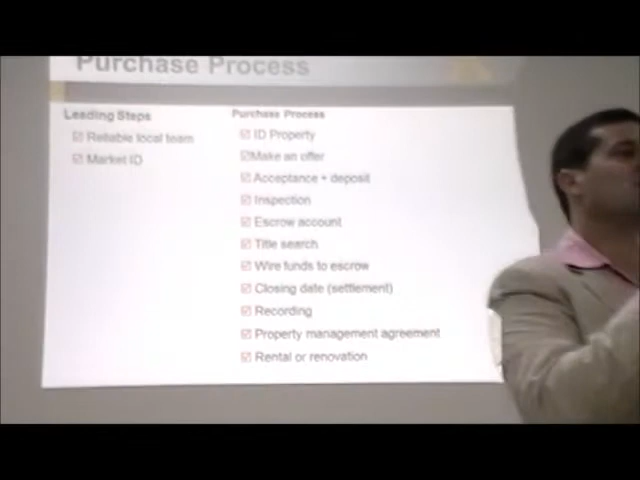 Purchase Process
Leading Steps
Reliable local team
Market ID
Purchase Process
ID Property
Make an offer
Acceptance + deposit
Inspection
Escrow account
Title search
Wire funds to escrow
Closing date (settlement)
Recording
Property management agreement
Rental or renovation